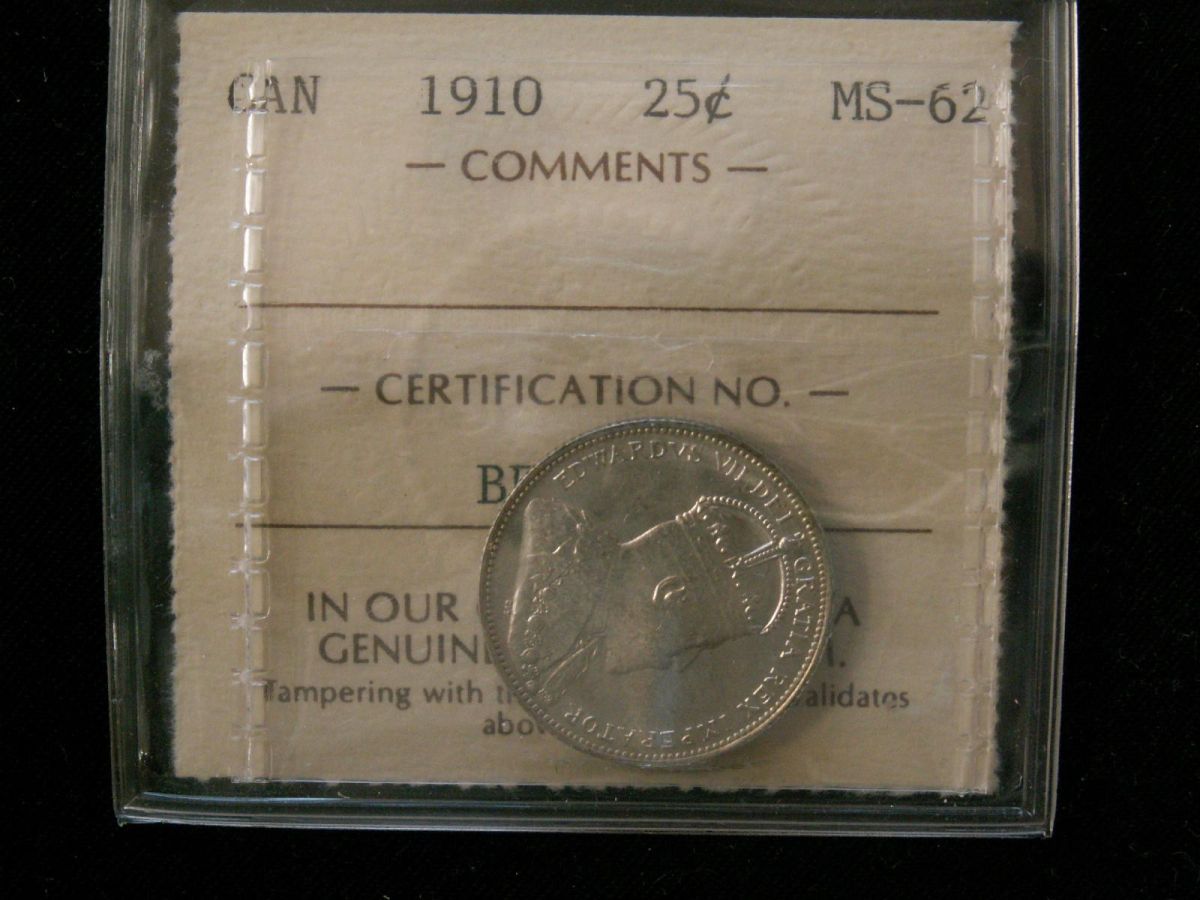 CAN 1910 25¢ MS-62
— COMMENTS —
— CERTIFICATION NO. —
IN OUR A
GENUIN
Tampering with alidates
abov
EDWARDVS VII DEI GRATIA REX IMPERATOR